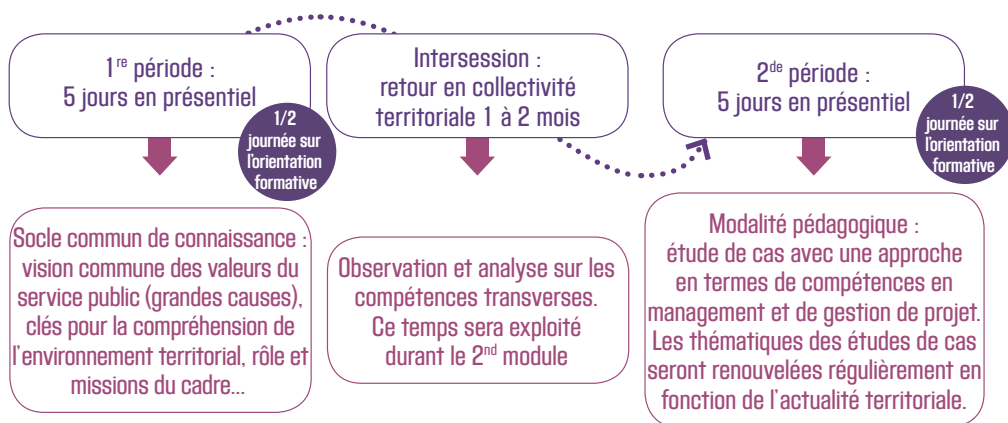 1re période :
5 jours en présentiel
1/2
journée sur
l'orientation
formative
Intersession :
retour en collectivité
territoriale 1 à 2 mois
2de période :
5 jours en présentiel
1/2
journée sur
l'orientation
formative
Socle commun de connaissance :
vision commune des valeurs du
service public (grandes causes),
clés pour la compréhension de
l'environnement territorial, rôle et
missions du cadre...
Observation et analyse sur les
compétences transverses.
Ce temps sera exploité
durant le 2nd module
Modalité pédagogique :
étude de cas avec une approche
en termes de compétences en
management et de gestion de projet.
Les thématiques des études de cas
seront renouvelées régulièrement en
fonction de l'actualité territoriale.